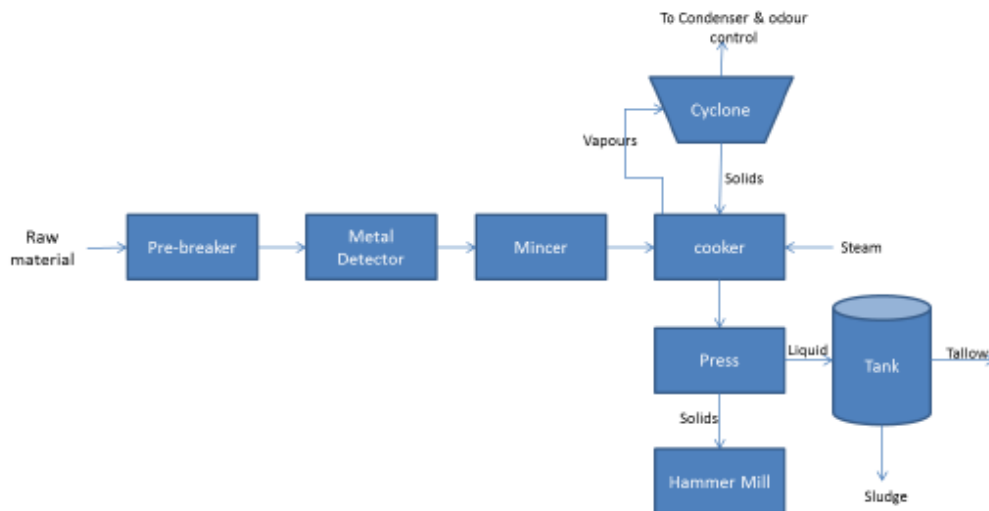 To Condenser & odour
control
Cyclone
Vapours
Solids
Raw
material
Pre-breaker
Metal
Detector
Mincer
cooker
Steam
Press
Liquid
Tank
Tallow
Solids
Hammer Mill
Sludge